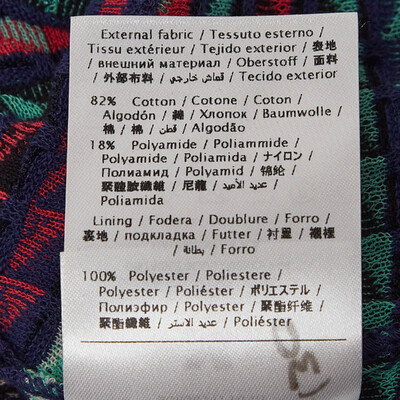 External fabric / Tessuto esterno /
Tissu extérieur / Tejido exterior / 表地
/ внешний материал / Oberstoff / 面料
/ 外部布料 / قماش خارجي / Tecido exterior
82% Cotton / Cotone / Coton /
Algodón / 綿 / Хлопок / Baumwolle /
棉 / 棉 / قطن / Algodão
18% Polyamide / Poliammide /
Polyamide / Poliamida / ナイロン /
Полиамид / Polyamid / 锦纶 /
聚醯胺纖維 / 尼龍 / عديد الأميد /
Poliamida
Lining / Fodera / Doublure / Forro /
裏地 / подкладка / Futter / 衬里 / 襯裡
/ بطانة / Forro
100% Polyester / Poliestere /
Polyester / Poliéster / ポリエステル /
Полиэфир / Polyester / 聚酯纤维 /
聚酯纖維 / عديد الاستر / Poliéster